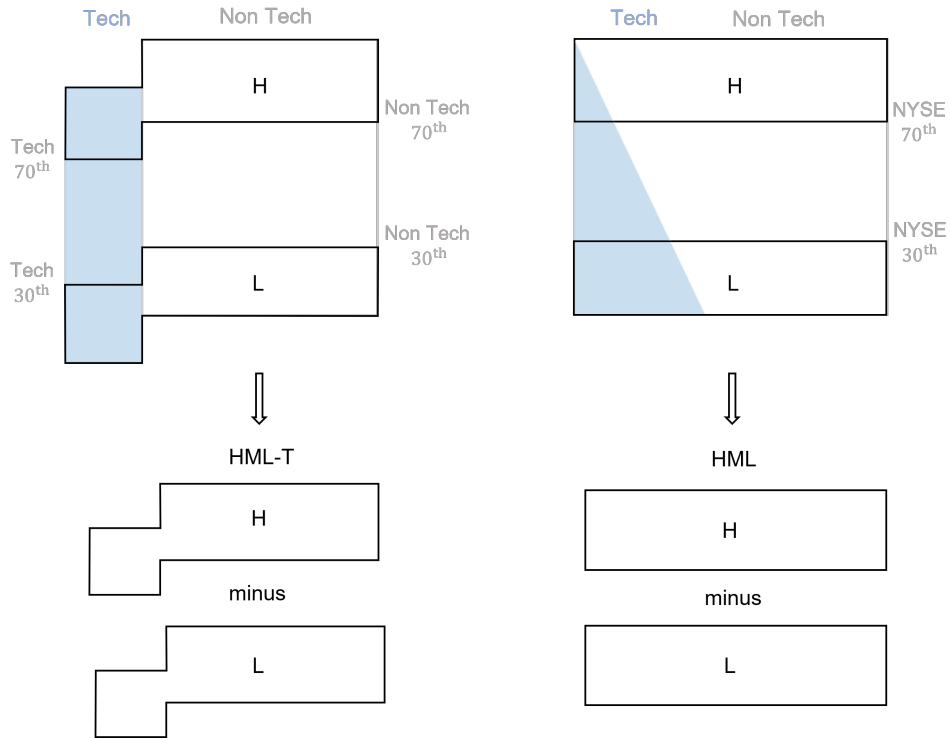 Tech
Non Tech
H
Non Tech
70th
Tech
70th
Non Tech
30th
Tech
30th
L
HML-T
H
minus
L
Tech
Non Tech
H
NYSE
70th
NYSE
30th
L
HML
H
minus
L